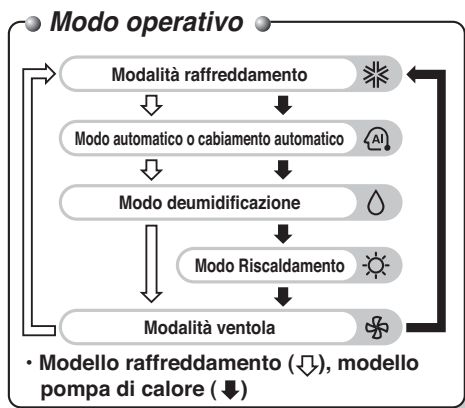 Modo operativo
Modalità raffreddamento
Modo automatico o cabiamento automatico
AI
Modo deumidificazione
Modo Riscaldamento
Modalità ventola
· Modello raffreddamento (⇩), modello
pompa di calore (⬇)